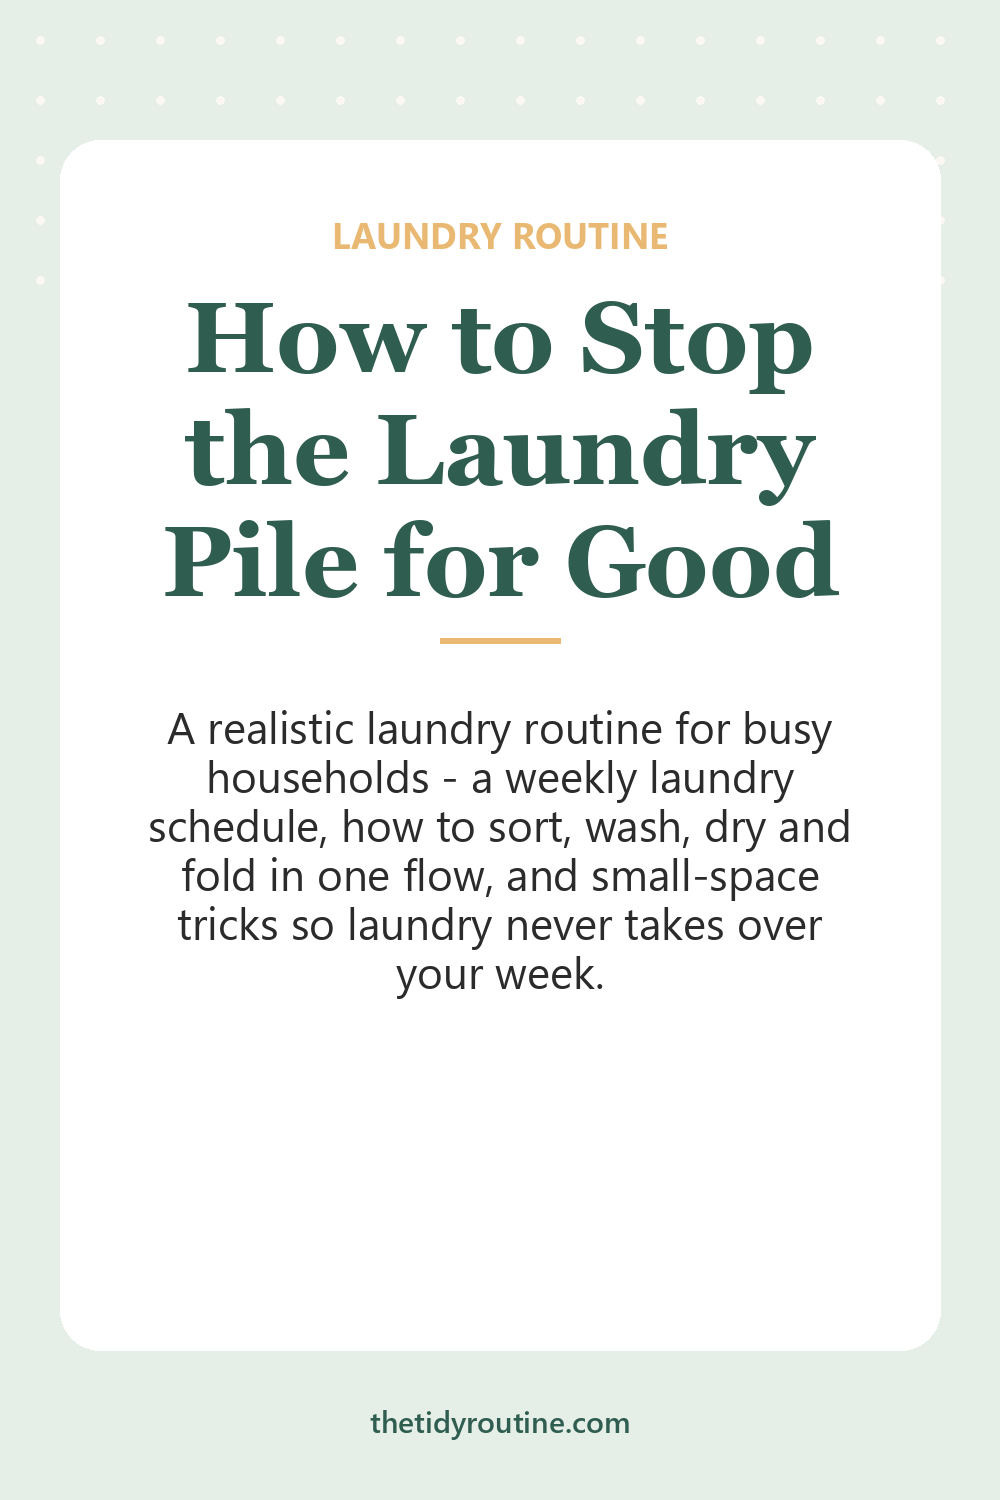 LAUNDRY ROUTINE
How to Stop
the Laundry
Pile for Good
A realistic laundry routine for busy
households - a weekly laundry
schedule, how to sort, wash, dry and
fold in one flow, and small-space
tricks so laundry never takes over
your week.
thetidyroutine.com